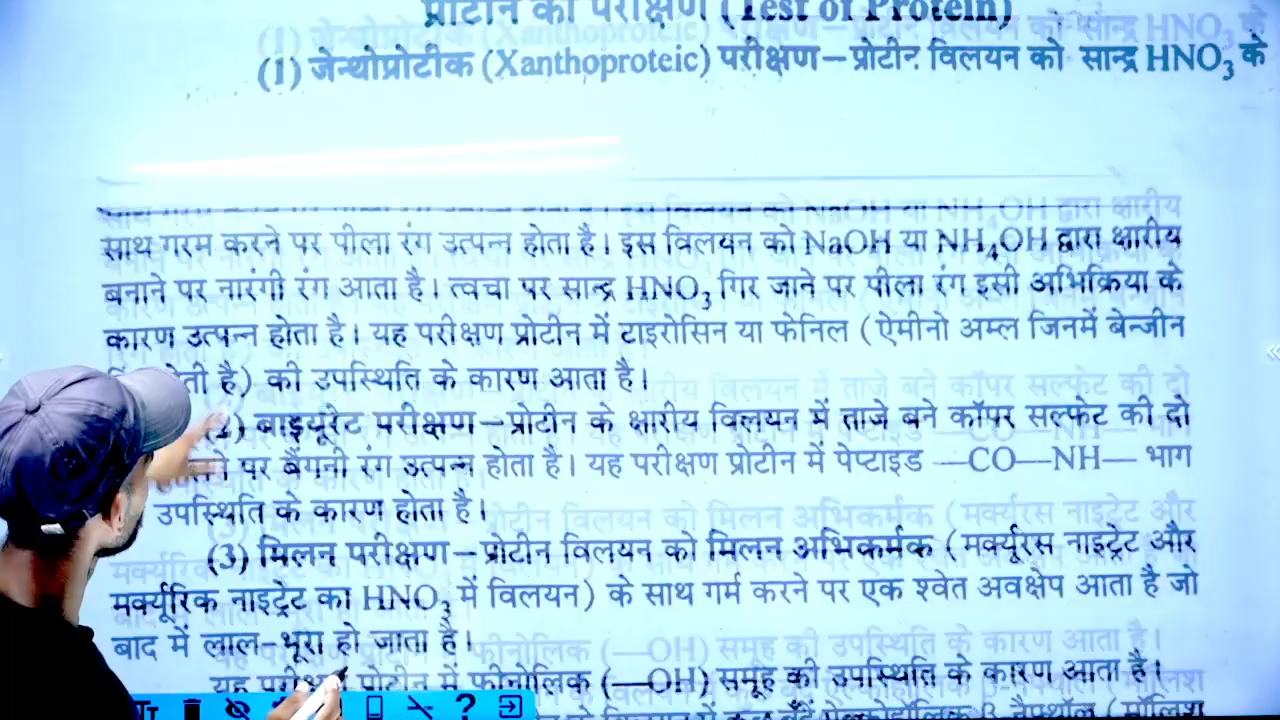 प्रोटीन का परीक्षण (Test of Protein)
(1) जेन्थोप्रोटीक (Xanthoproteic) परीक्षण–प्रोटीन विलयन को सान्द्र HNO₃ के
साथ गरम करने पर पीला रंग उत्पन्न होता है। इस विलयन को NaOH या NH₄OH द्वारा क्षारीय
बनाने पर नारंगी रंग आता है। त्वचा पर सान्द्र HNO₃ गिर जाने पर पीला रंग इसी अभिक्रिया के
कारण उत्पन्न होता है। यह परीक्षण प्रोटीन में टाइरोसिन या फेनिल (ऐमीनो अम्ल जिनमें बेन्जीन
है) की उपस्थिति के कारण आता है।
(2) बाइयूरेट परीक्षण–प्रोटीन के क्षारीय विलयन में ताजे बने कॉपर सल्फेट की दो
पर बैंगनी रंग उत्पन्न होता है। यह परीक्षण प्रोटीन में पेप्टाइड —CO—NH— भाग
उपस्थिति के कारण होता है।
(3) मिलन परीक्षण–प्रोटीन विलयन को मिलन अभिकर्मक (मर्क्यूरस नाइट्रेट और
मर्क्यूरिक नाइट्रेट का HNO₃ में विलयन) के साथ गर्म करने पर एक श्वेत अवक्षेप आता है जो
बाद में लाल-भूरा हो जाता है।
यह परीक्षण प्रोटीन में फीनोलिक (—OH) समूह की उपस्थिति के कारण आता है।